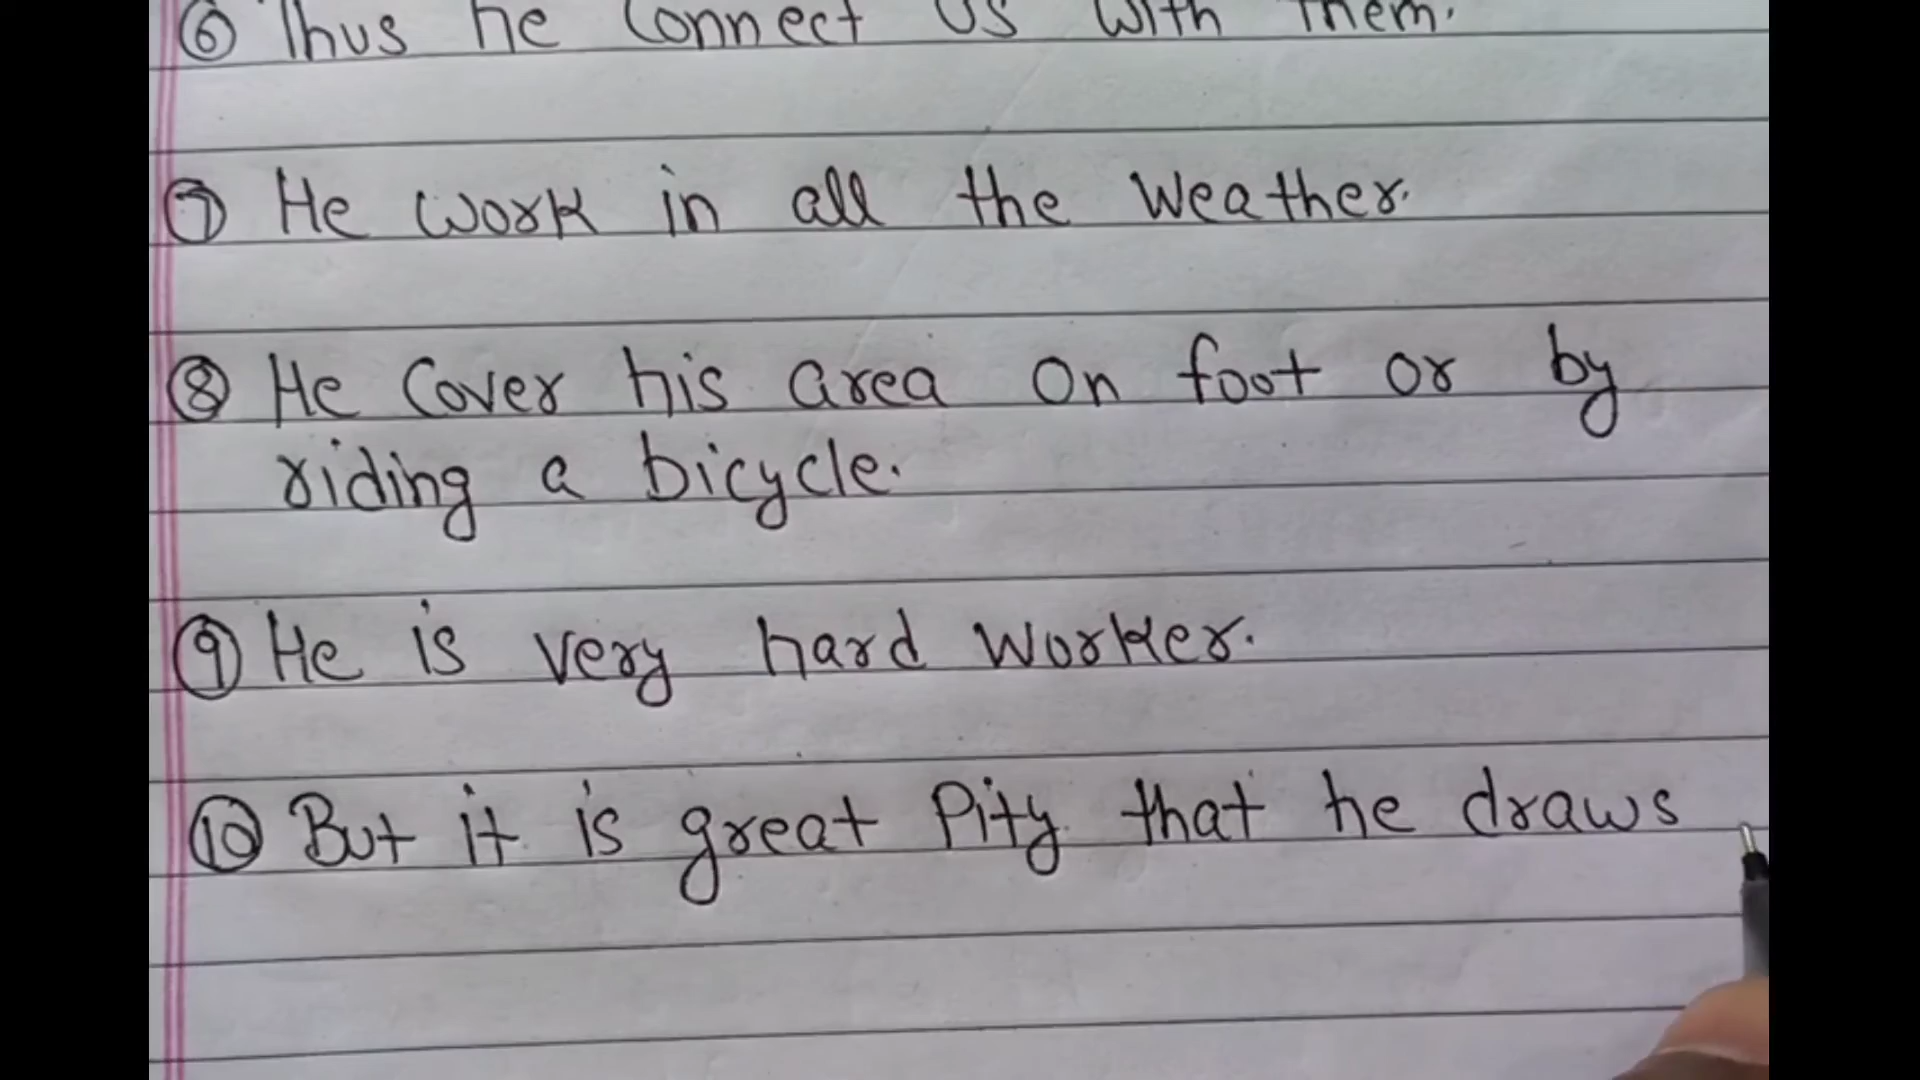 ⑥ Thus he connect us with them.
⑦ He work in all the weather.
⑧ He cover his area on foot or by
riding a bicycle.
⑨ He is very hard worker.
⑩ But it is great Pity that he draws